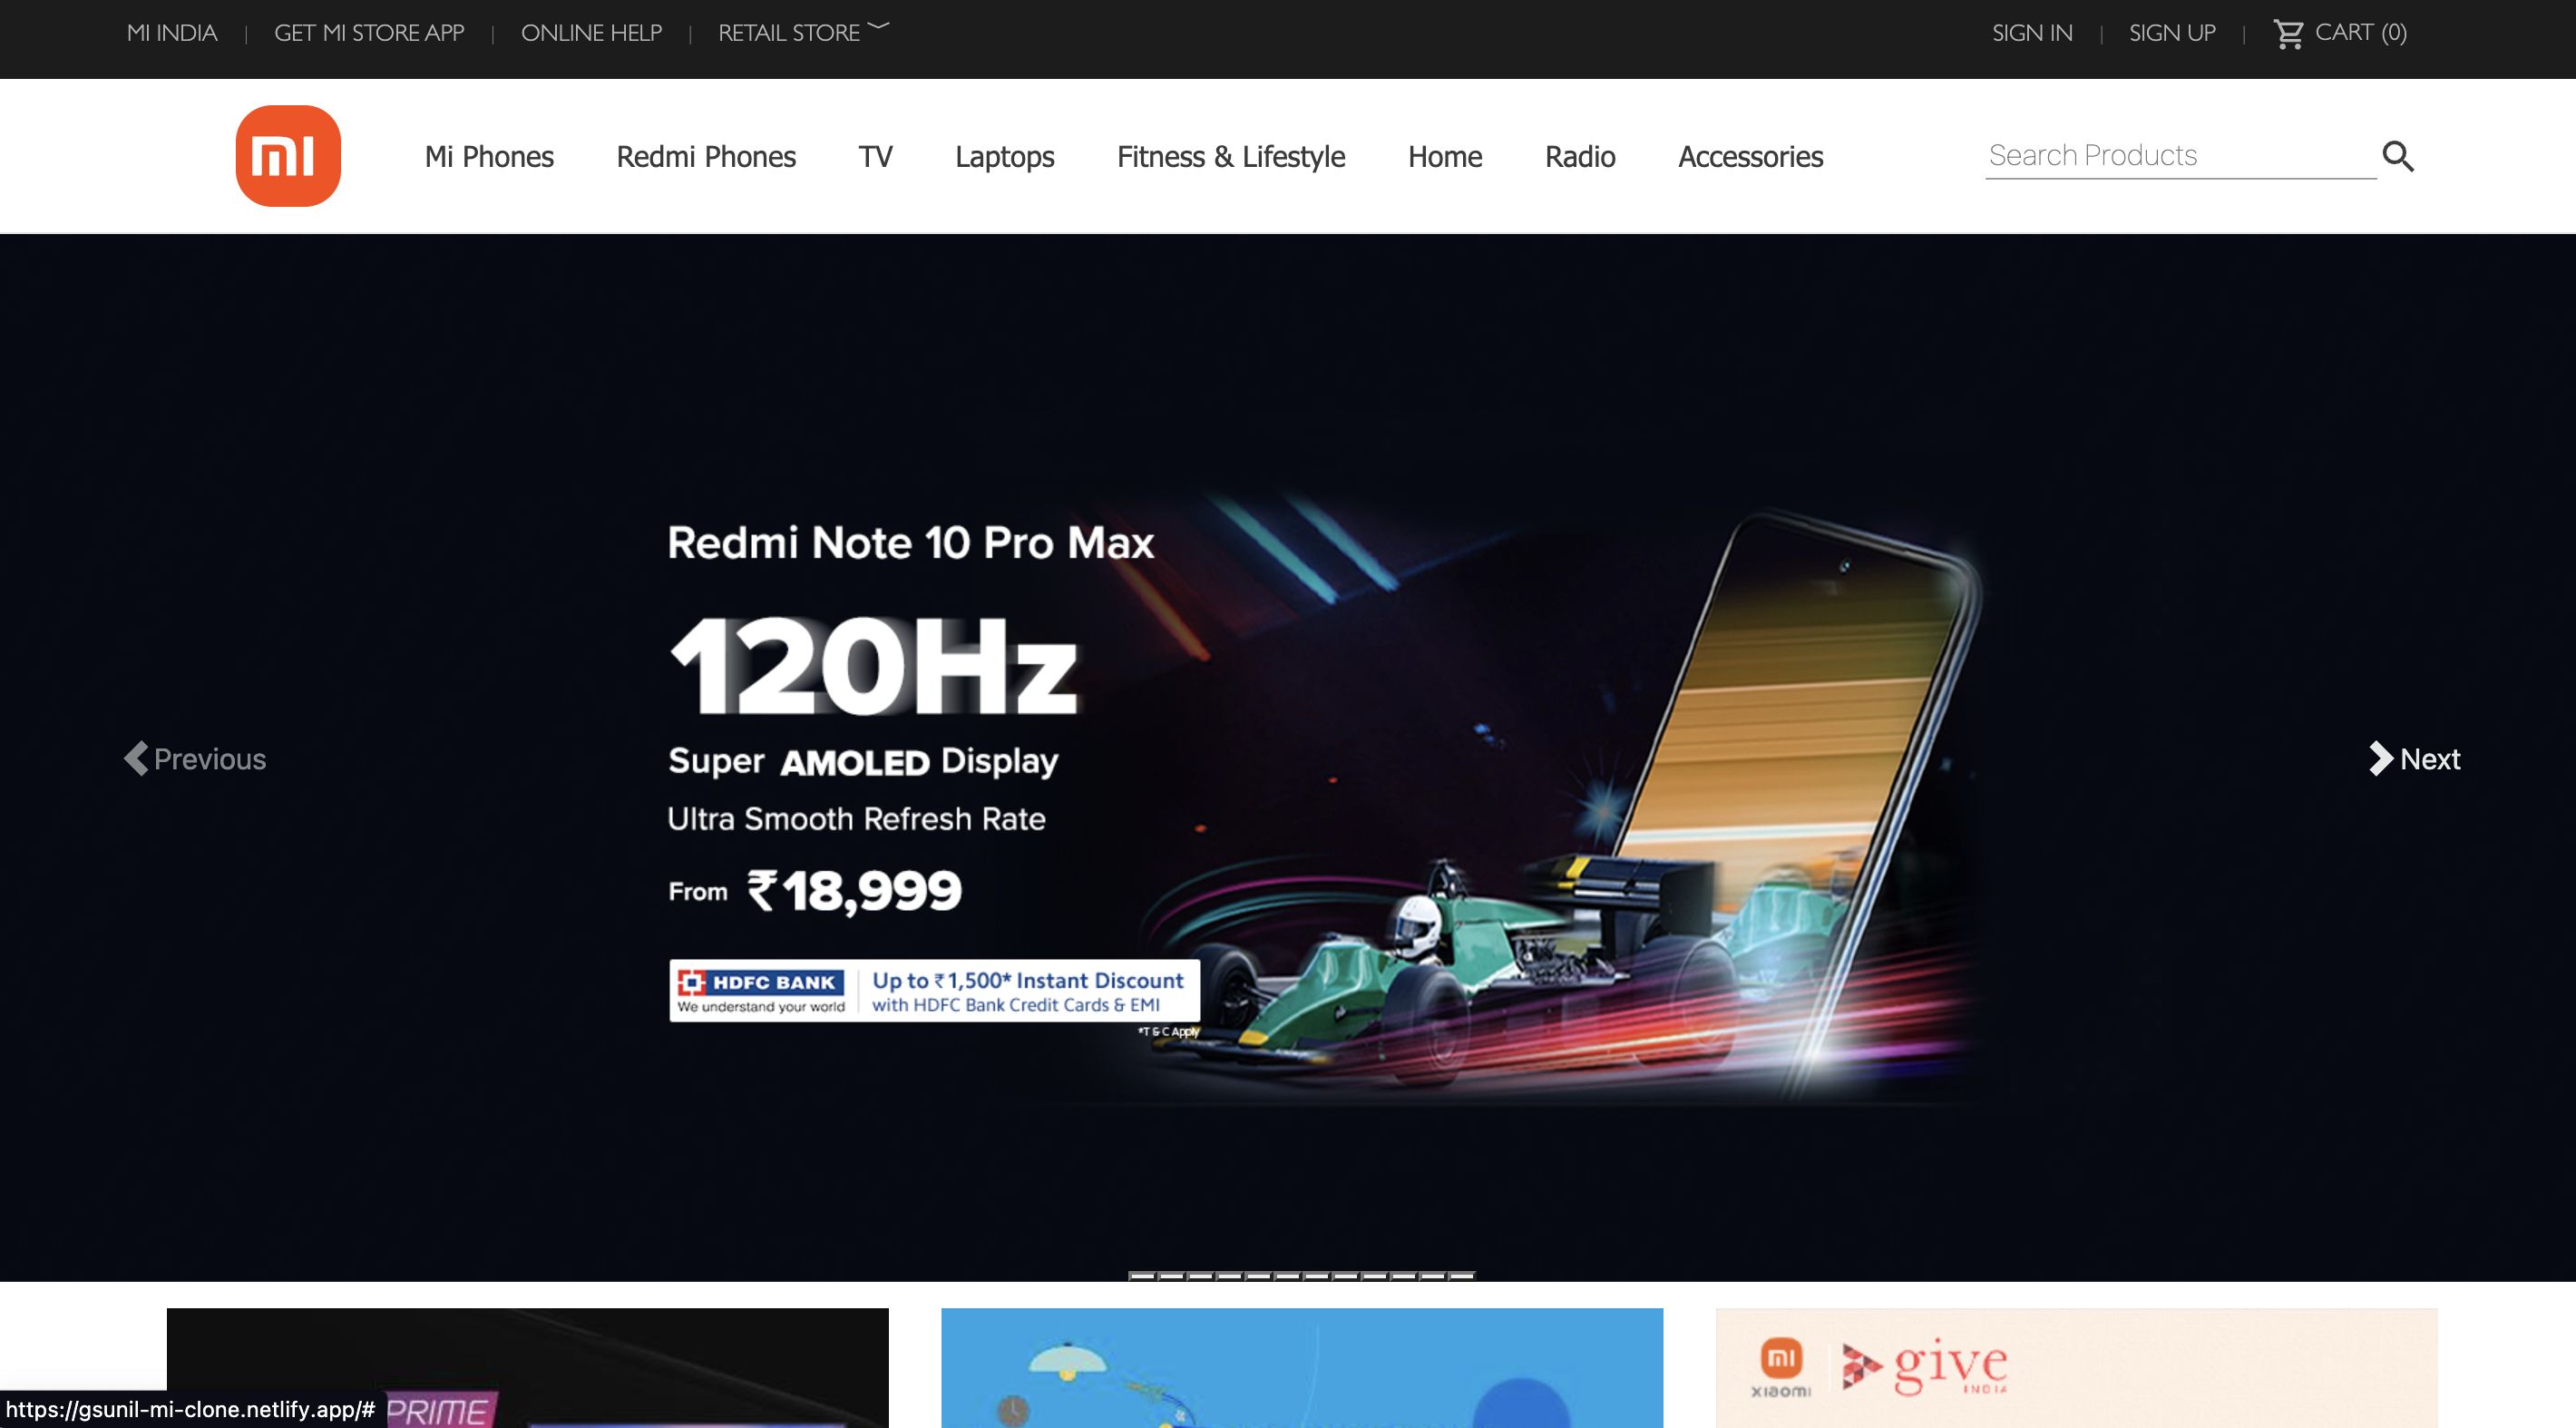 MI INDIA | GET MI STORE APP | ONLINE HELP | RETAIL STORE
SIGN IN | SIGN UP | CART (0)
mi
Mi Phones Redmi Phones TV Laptops Fitness & Lifestyle Home Radio Accessories
Search Products
Redmi Note 10 Pro Max
120Hz
Super AMOLED Display
Ultra Smooth Refresh Rate
From ₹18,999
HDFC BANK
We understand your world
Up to ₹1,500* Instant Discount
with HDFC Bank Credit Cards & EMI
*T & C Apply
Previous
Next
PRIME
mi
xiaomi
give
INDIA
https://gsunil-mi-clone.netlify.app/#